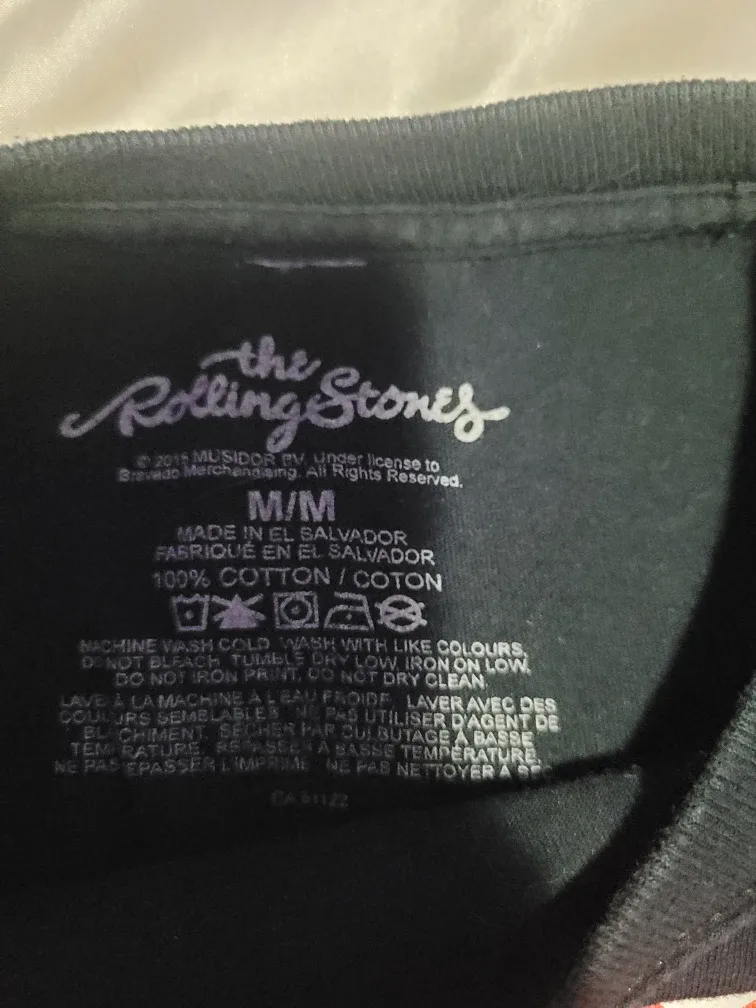 the
Rolling Stones
© 2015 MUSIDOR BV. Under license to
Bravado Merchandising. All Rights Reserved.
M/M
MADE IN EL SALVADOR
FABRIQUÉ EN EL SALVADOR
100% COTTON / COTON
MACHINE WASH COLD. WASH WITH LIKE COLOURS.
DO NOT BLEACH. TUMBLE DRY LOW. IRON ON LOW.
DO NOT IRON PRINT. DO NOT DRY CLEAN.
LAVER À LA MACHINE À L'EAU FROIDE. LAVER AVEC DES
COULEURS SEMBLABLES. NE PAS UTILISER D'AGENT DE
BLANCHIMENT. SÉCHER PAR CULBUTAGE À BASSE
TEMPÉRATURE. REPASSER À BASSE TEMPÉRATURE.
NE PAS REPASSER L'IMPRIMÉ. NE PAS NETTOYER À